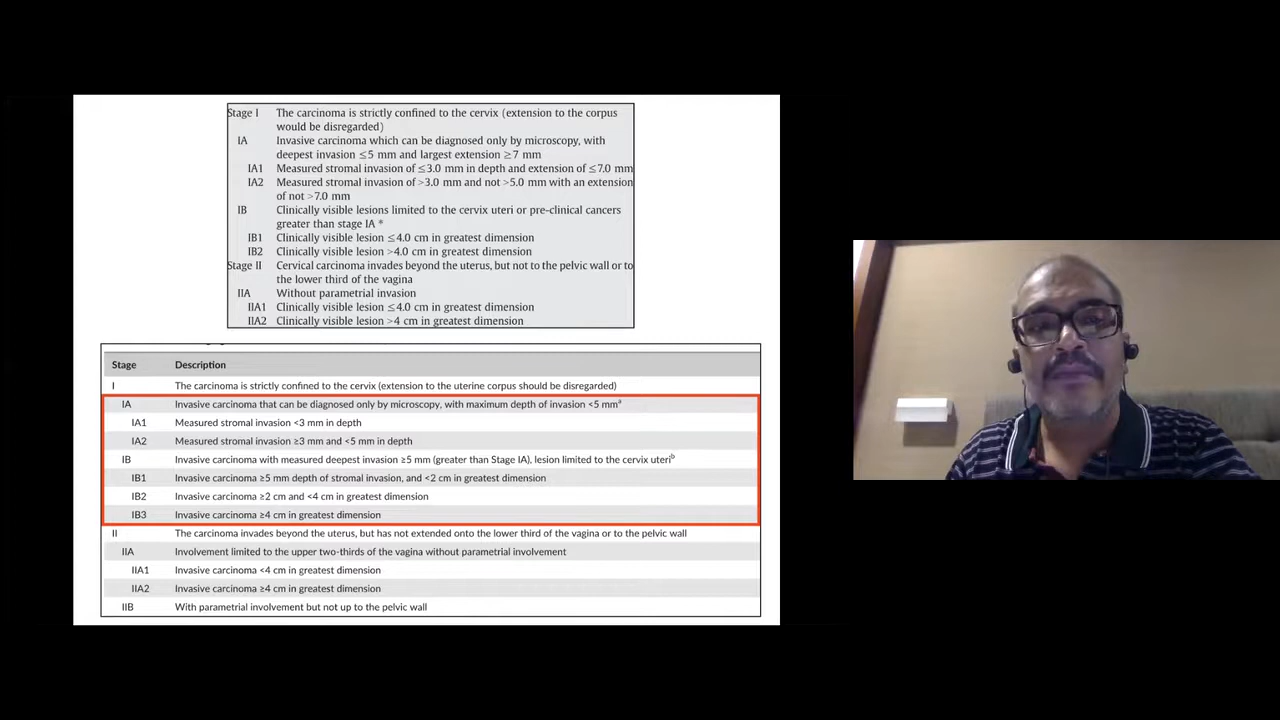 Stage I The carcinoma is strictly confined to the cervix (extension to the corpus
would be disregarded)
IA Invasive carcinoma which can be diagnosed only by microscopy, with
deepest invasion ≤5 mm and largest extension ≥7 mm
IA1 Measured stromal invasion of ≤3.0 mm in depth and extension of ≤7.0 mm
IA2 Measured stromal invasion of >3.0 mm and not >5.0 mm with an extension
of not >7.0 mm
IB Clinically visible lesions limited to the cervix uteri or pre-clinical cancers
greater than stage IA *
IB1 Clinically visible lesion ≤4.0 cm in greatest dimension
IB2 Clinically visible lesion >4.0 cm in greatest dimension
Stage II Cervical carcinoma invades beyond the uterus, but not to the pelvic wall or to
the lower third of the vagina
IIA Without parametrial invasion
IIA1 Clinically visible lesion ≤4.0 cm in greatest dimension
IIA2 Clinically visible lesion >4 cm in greatest dimension
Stage Description
I The carcinoma is strictly confined to the cervix (extension to the uterine corpus should be disregarded)
IA Invasive carcinoma that can be diagnosed only by microscopy, with maximum depth of invasion <5 mmᵃ
IA1 Measured stromal invasion <3 mm in depth
IA2 Measured stromal invasion ≥3 mm and <5 mm in depth
IB Invasive carcinoma with measured deepest invasion ≥5 mm (greater than Stage IA), lesion limited to the cervix uteriᵇ
IB1 Invasive carcinoma ≥5 mm depth of stromal invasion, and <2 cm in greatest dimension
IB2 Invasive carcinoma ≥2 cm and <4 cm in greatest dimension
IB3 Invasive carcinoma ≥4 cm in greatest dimension
II The carcinoma invades beyond the uterus, but has not extended onto the lower third of the vagina or to the pelvic wall
IIA Involvement limited to the upper two-thirds of the vagina without parametrial involvement
IIA1 Invasive carcinoma <4 cm in greatest dimension
IIA2 Invasive carcinoma ≥4 cm in greatest dimension
IIB With parametrial involvement but not up to the pelvic wall